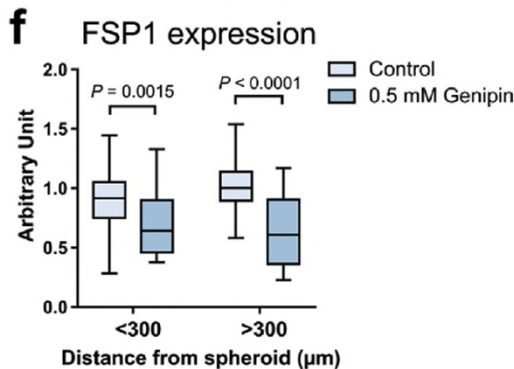 f
FSP1 expression
Control
0.5 mM Genipin
P = 0.0015
P < 0.0001
Arbitrary Unit
2.0
1.5
1.0
0.5
0.0
<300
>300
Distance from spheroid (μm)